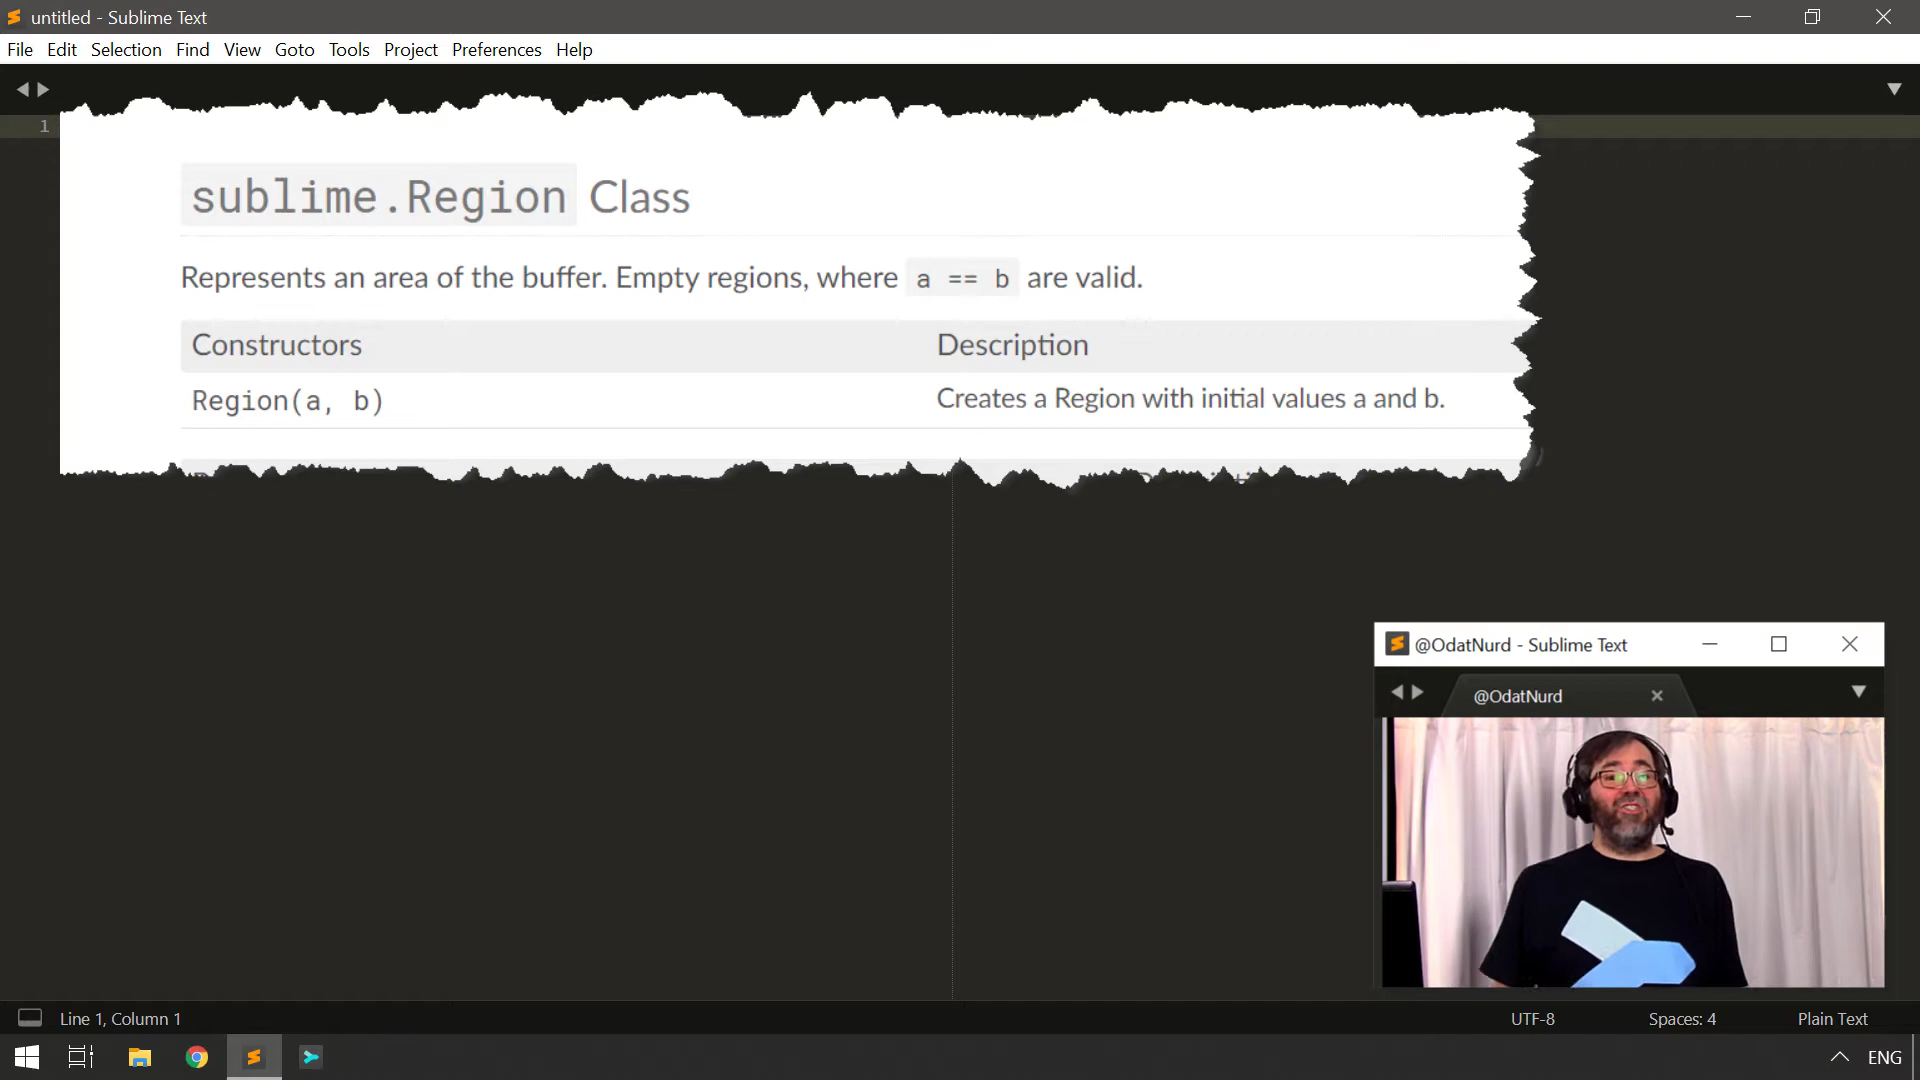 untitled - Sublime Text
File Edit Selection Find View Goto Tools Project Preferences Help
1
sublime.Region Class
Represents an area of the buffer. Empty regions, where a == b are valid.
Constructors Description
Region(a, b) Creates a Region with initial values a and b.
@OdatNurd - Sublime Text
@OdatNurd
Line 1, Column 1 UTF-8 Spaces: 4 Plain Text
ENG